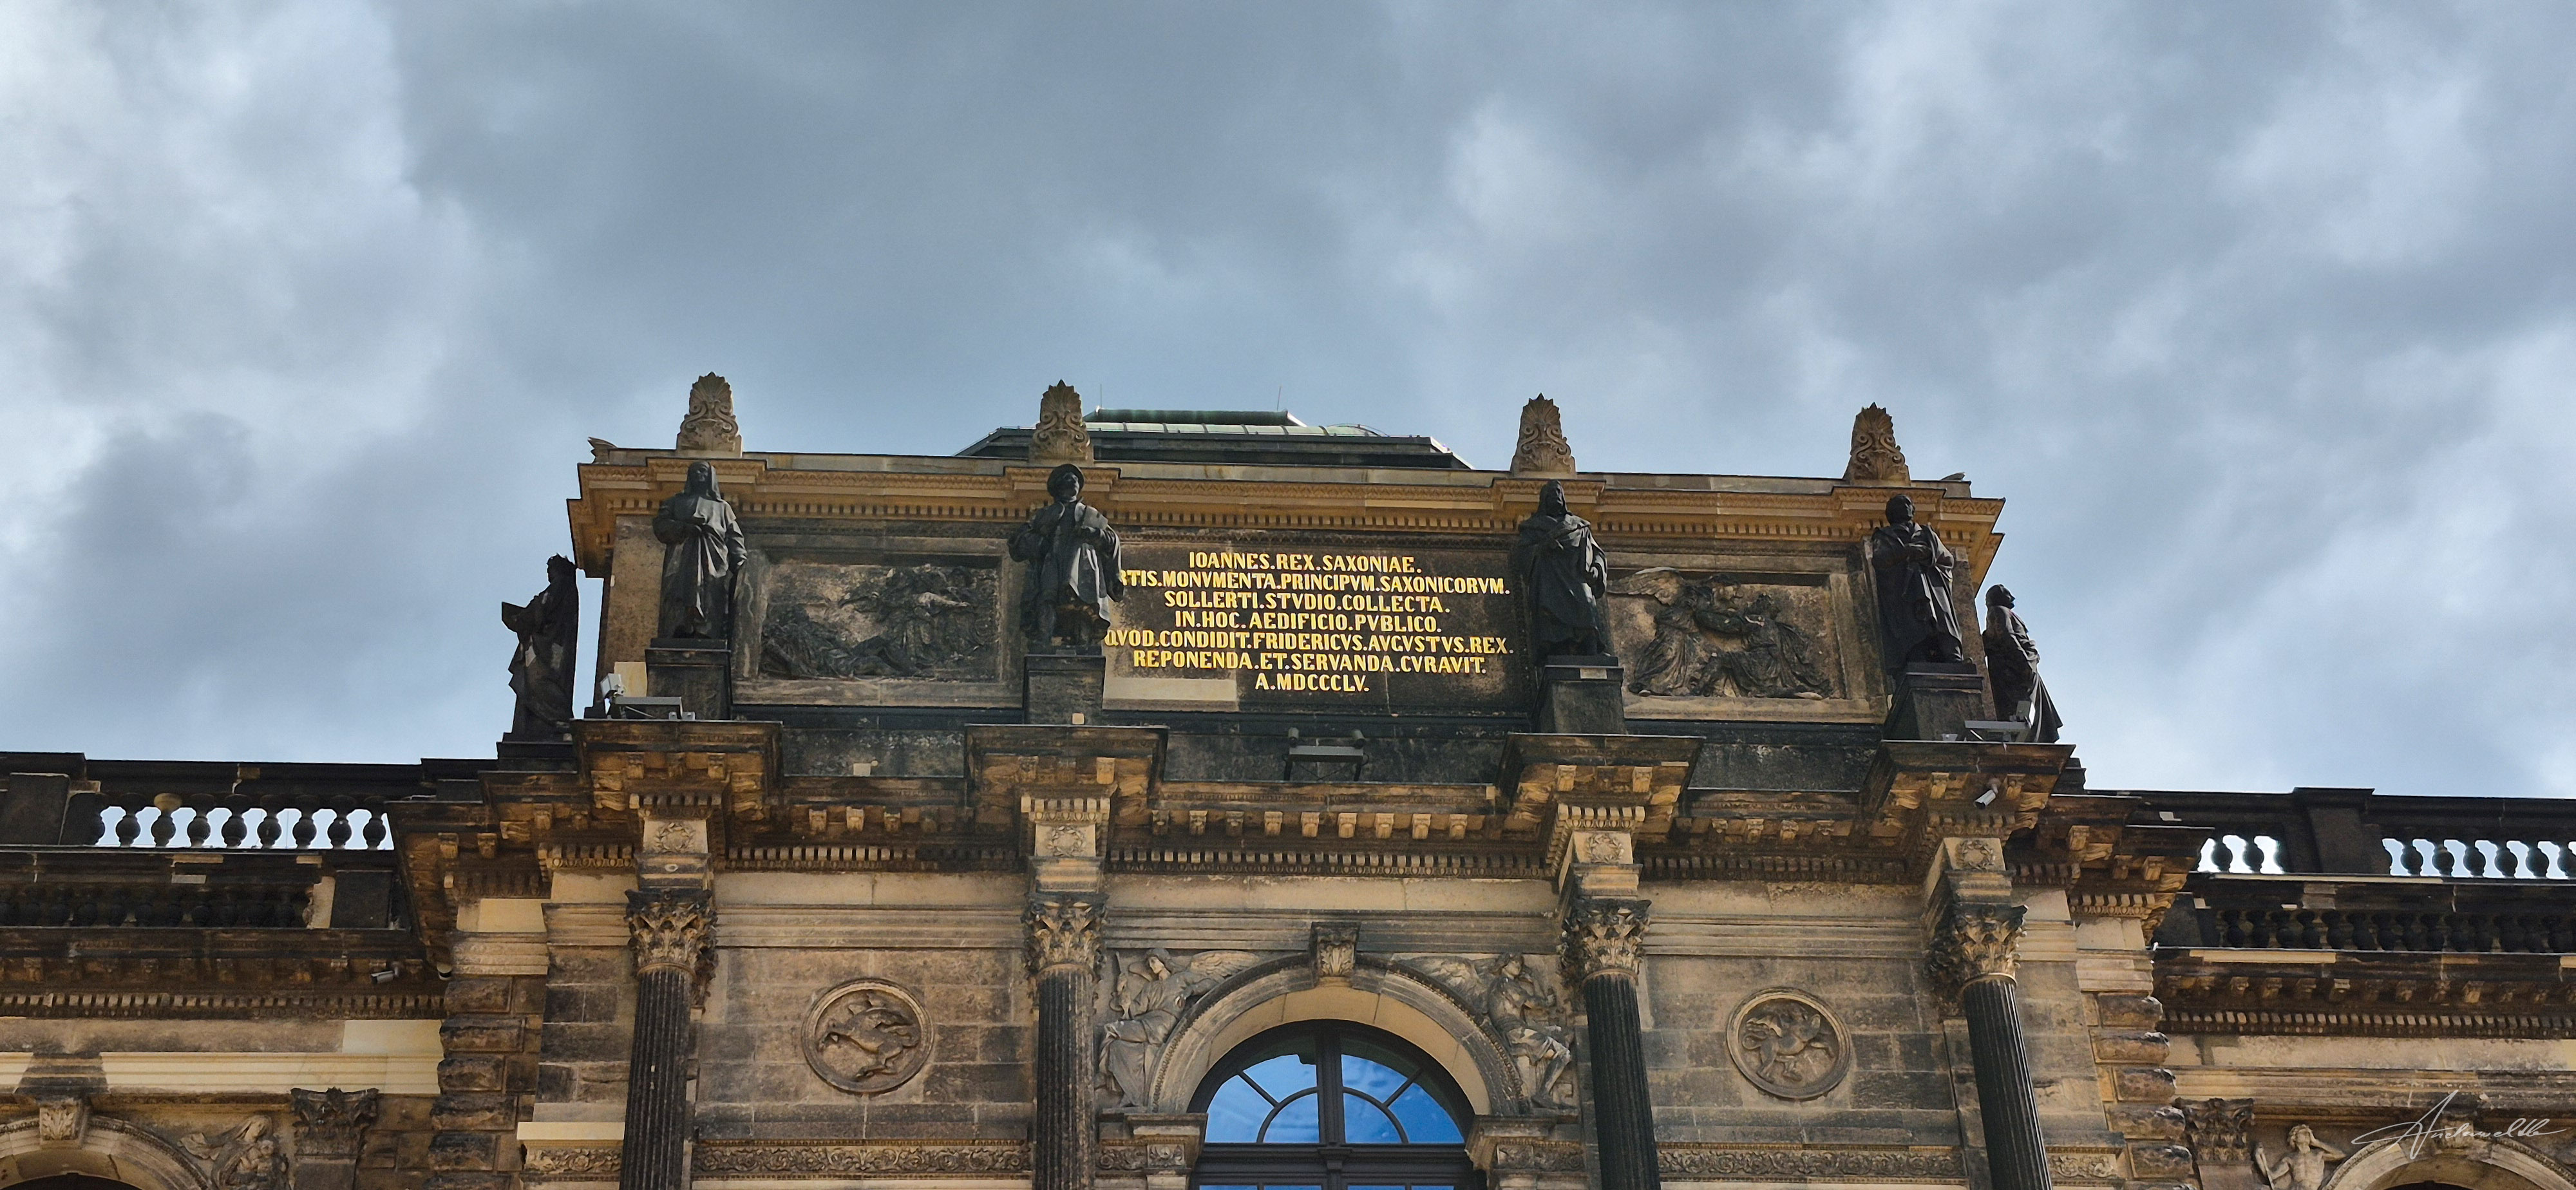 IOANNES.REX.SAXONIAE.
RTIS.MONVMENTA.PRINCIPVM.SAXONICORVM.
SOLLERTI.STVDIO.COLLECTA.
IN.HOC.AEDIFICIO.PVBLICO.
QVOD.CONDIDIT.FRIDERICVS.AVGVSTVS.REX.
REPONENDA.ET.SERVANDA.CVRAVIT.
A.MDCCCLV.